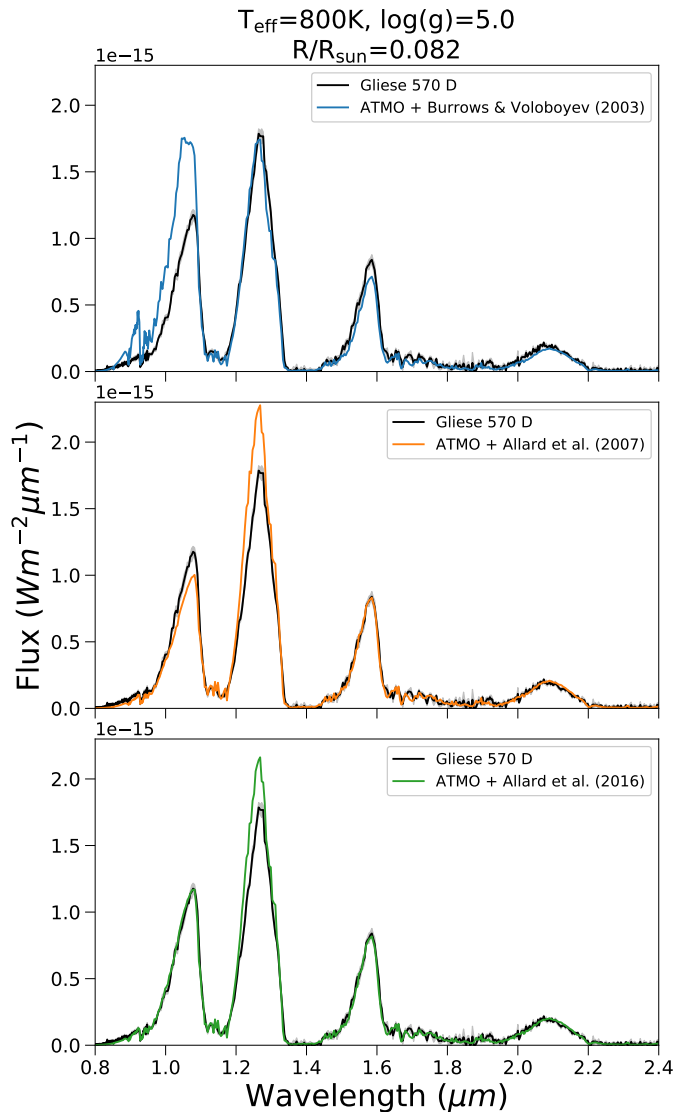 T_eff=800K, log(g)=5.0
R/R_sun=0.082
1e−15
Gliese 570 D
ATMO + Burrows & Voloboyev (2003)
2.0
1.5
1.0
0.5
0.0
1e−15
Gliese 570 D
ATMO + Allard et al. (2007)
2.0
1.5
1.0
0.5
0.0
Flux (Wm⁻²μm⁻¹)
1e−15
Gliese 570 D
ATMO + Allard et al. (2016)
2.0
1.5
1.0
0.5
0.0
0.8 1.0 1.2 1.4 1.6 1.8 2.0 2.2 2.4
Wavelength (μm)